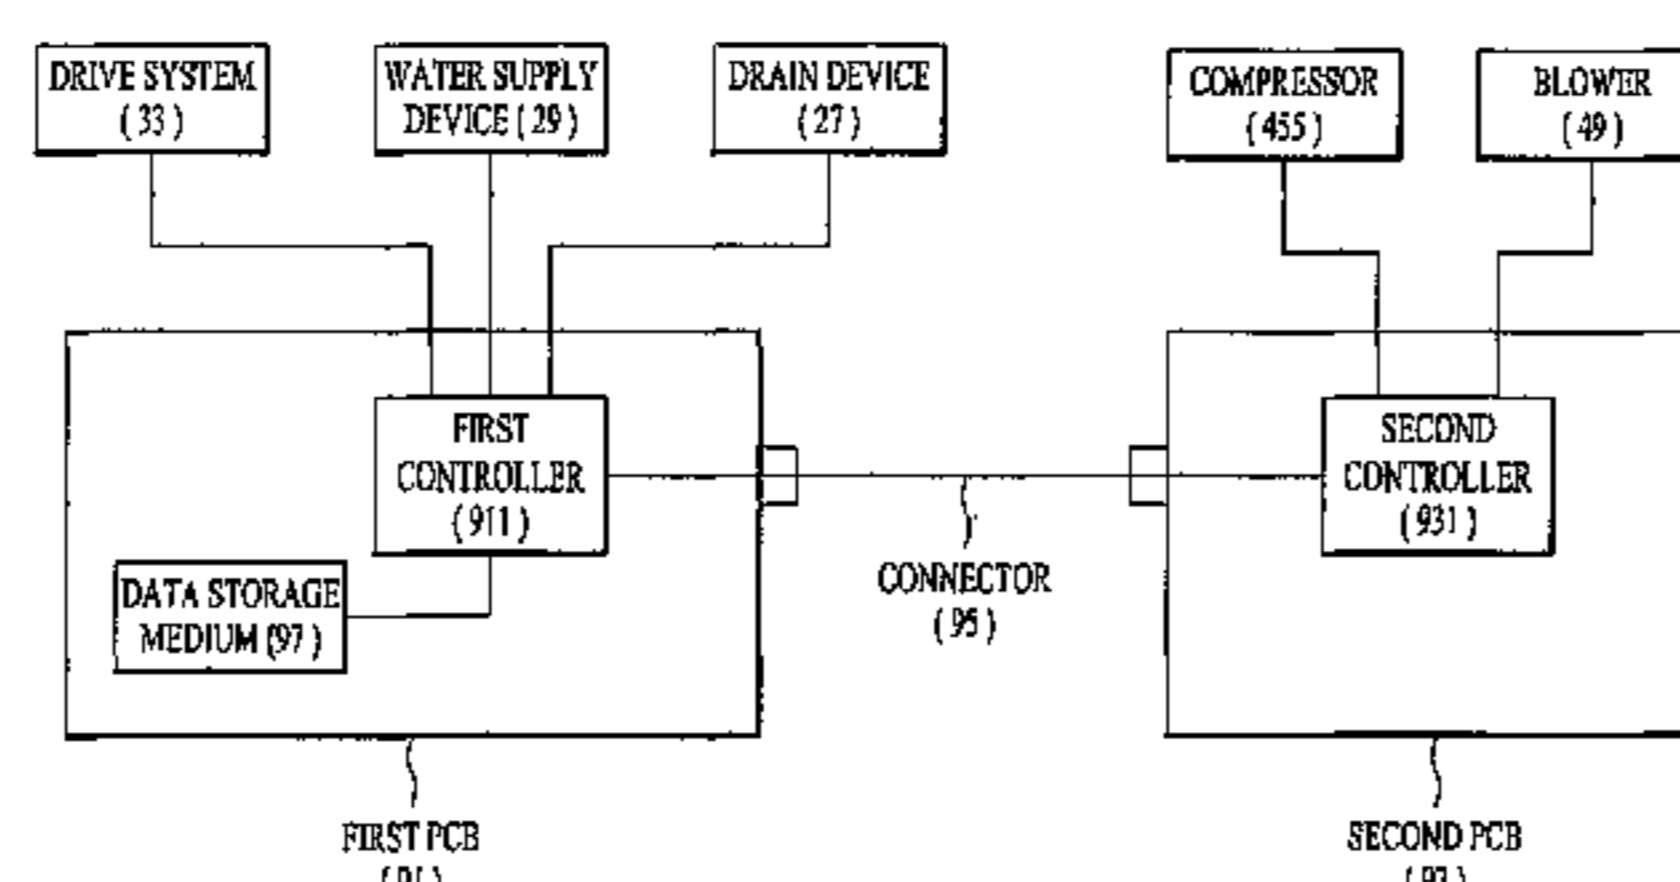 DRIVE SYSTEM
(33)
WATER SUPPLY
DEVICE (29)
DRAIN DEVICE
(27)
COMPRESSOR
(455)
BLOWER
(49)
FIRST
CONTROLLER
(911)
SECOND
CONTROLLER
(931)
DATA STORAGE
MEDIUM (97)
CONNECTOR
(95)
FIRST PCB
SECOND PCB